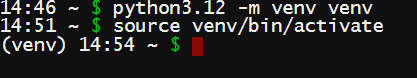 14:46 ~ $ python3.12 -m venv venv
14:51 ~ $ source venv/bin/activate
(venv) 14:54 ~ $